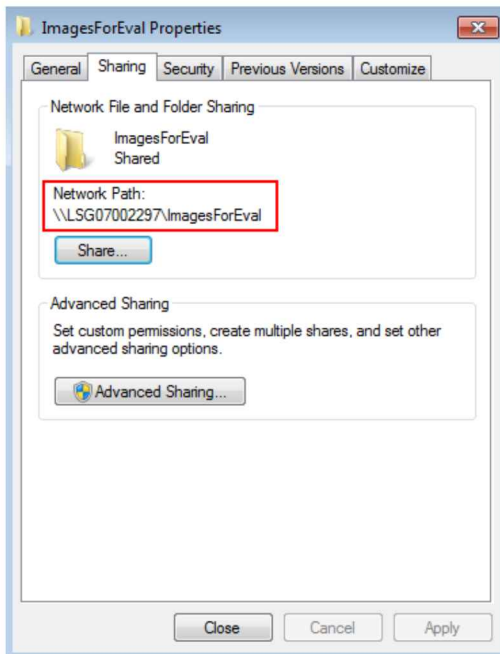 ImagesForEval Properties
General
Sharing
Security
Previous Versions
Customize
Network File and Folder Sharing
ImagesForEval
Shared
Network Path:
\\LSG07002297\ImagesForEval
Share...
Advanced Sharing
Set custom permissions, create multiple shares, and set other
advanced sharing options.
Advanced Sharing...
Close
Cancel
Apply